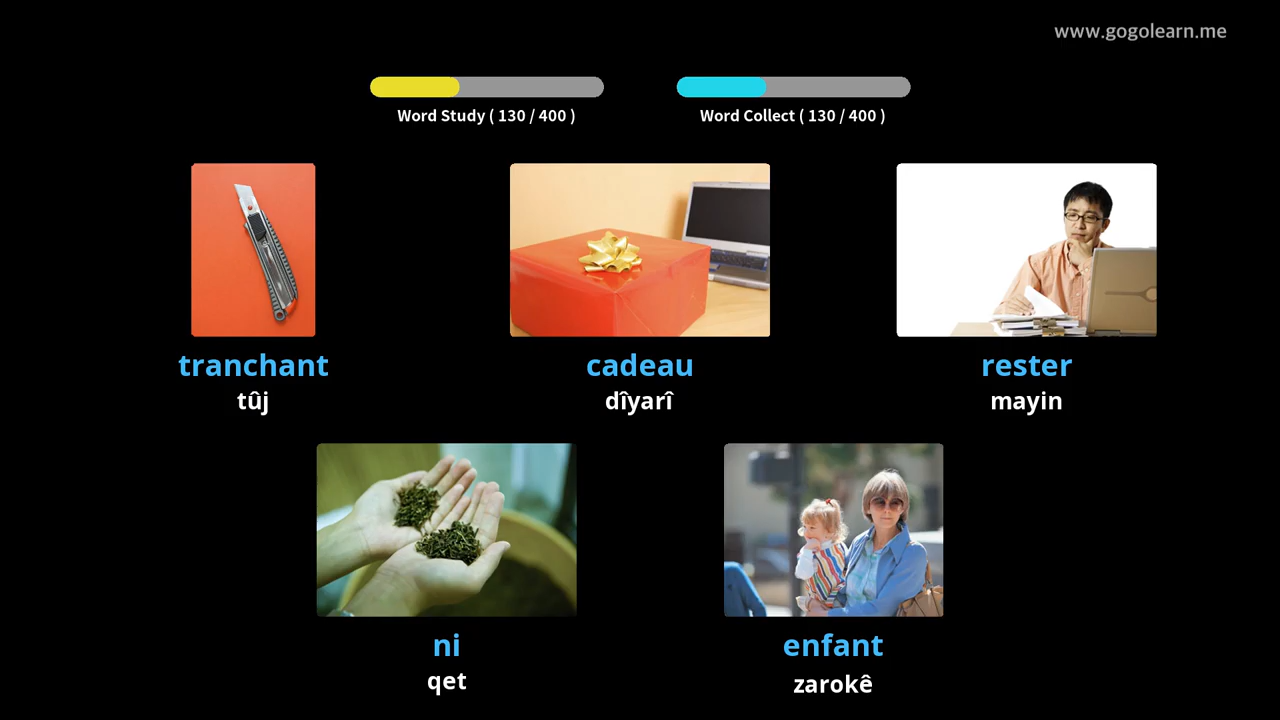 www.gogolearn.me
Word Study ( 130 / 400 )
Word Collect ( 130 / 400 )
tranchant
tûj
cadeau
dîyarî
rester
mayin
ni
qet
enfant
zarokê